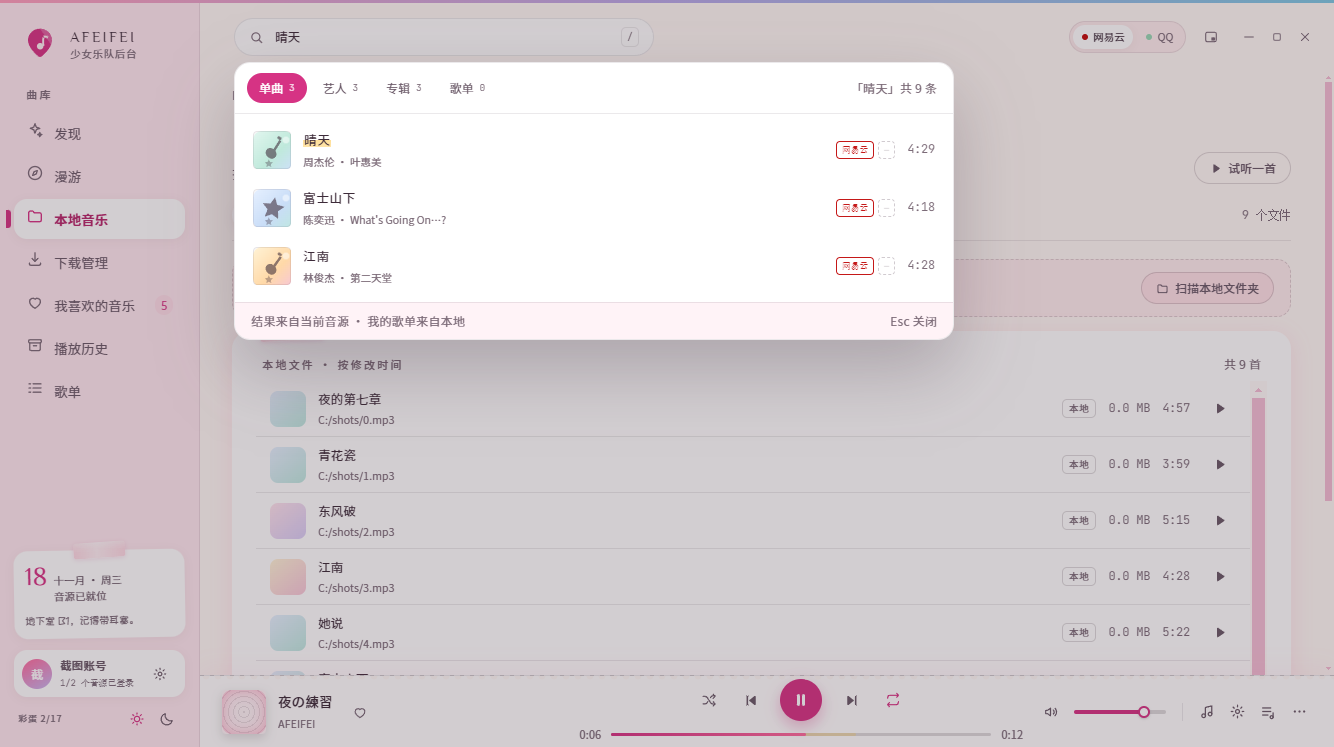 AFEIFEI
少女乐队后台
曲库
发现
漫游
本地音乐
下载管理
我喜欢的音乐 5
播放历史
歌单
18 十一月 · 周三
音源已就位
截图账号
截
彩蛋 2/17
晴天 /
网易云 QQ
单曲 3 艺人 3 专辑 3 歌单 0 「晴天」共 9 条
晴天
周杰伦 · 叶惠美
网易云 4:29
富士山下
陈奕迅 · What's Going On…?
网易云 4:18
江南
林俊杰 · 第二天堂
网易云 4:28
结果来自当前音源 · 我的歌单来自本地 Esc 关闭
试听一首
9 个文件
扫描本地文件夹
本地文件 · 按修改时间 共 9 首
夜的第七章
C:/shots/0.mp3
本地 0.0 MB 4:57
青花瓷
C:/shots/1.mp3
本地 0.0 MB 3:59
东风破
C:/shots/2.mp3
本地 0.0 MB 5:15
江南
C:/shots/3.mp3
本地 0.0 MB 4:28
她说
C:/shots/4.mp3
本地 0.0 MB 5:22
夜の練習
AFEIFEI
0:06 0:12